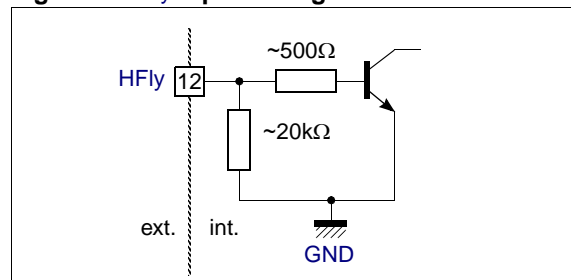 ~500Ω
HFly 12
~20kΩ
ext. int.
GND